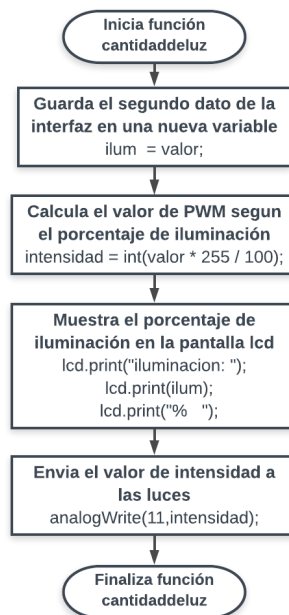 Inicia función
cantidaddeluz
Guarda el segundo dato de la
interfaz en una nueva variable
ilum = valor;
Calcula el valor de PWM segun
el porcentaje de iluminación
intensidad = int(valor * 255 / 100);
Muestra el porcentaje de
iluminación en la pantalla lcd
lcd.print("iluminacion: ");
lcd.print(ilum);
lcd.print("%   ");
Envia el valor de intensidad a
las luces
analogWrite(11,intensidad);
Finaliza función
cantidaddeluz